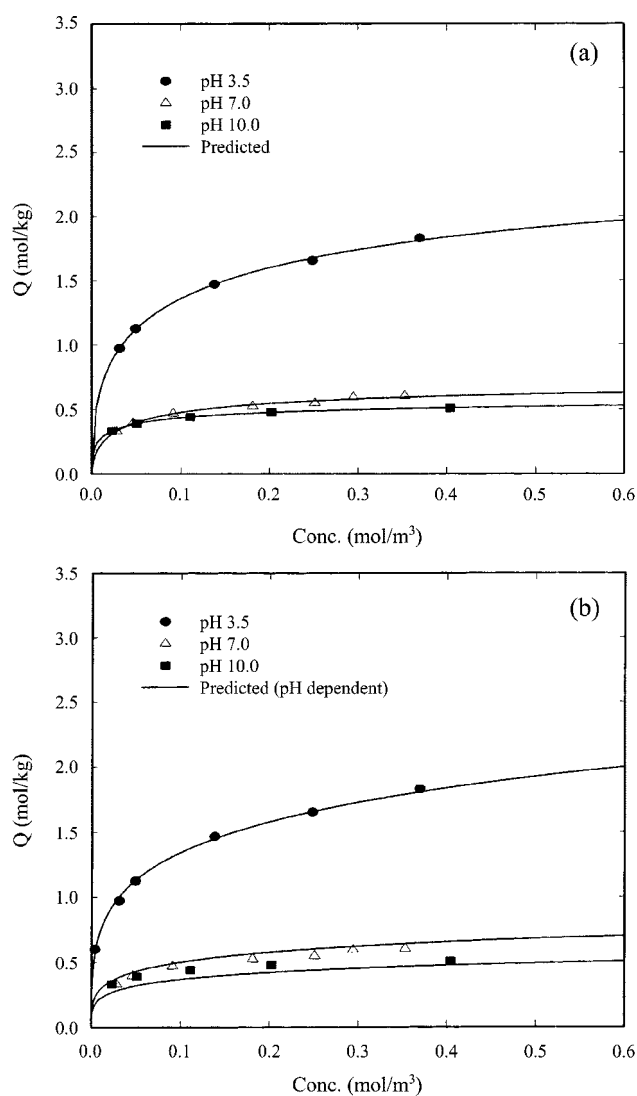 3.5
(a)
pH 3.5
3.0
pH 7.0
pH 10.0
2.5
Predicted
2.0
Q (mol/kg)
1.5
1.0
0.5
0.0
0.0 0.1 0.2 0.3 0.4 0.5 0.6
Conc. (mol/m³)
3.5
(b)
pH 3.5
3.0
pH 7.0
pH 10.0
2.5
Predicted (pH dependent)
2.0
Q (mol/kg)
1.5
1.0
0.5
0.0
0.0 0.1 0.2 0.3 0.4 0.5 0.6
Conc. (mol/m³)